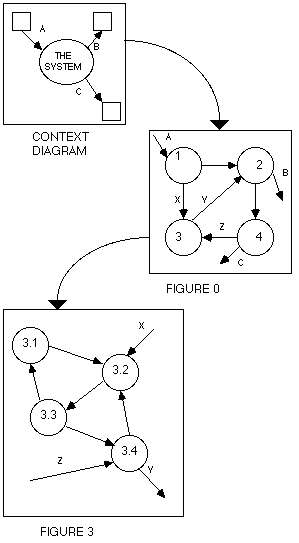 A
B
THE
SYSTEM
C
CONTEXT
DIAGRAM
A
1
2
B
X
Y
3
Z
4
C
FIGURE 0
X
3.1
3.2
3.3
3.4
Z
Y
FIGURE 3